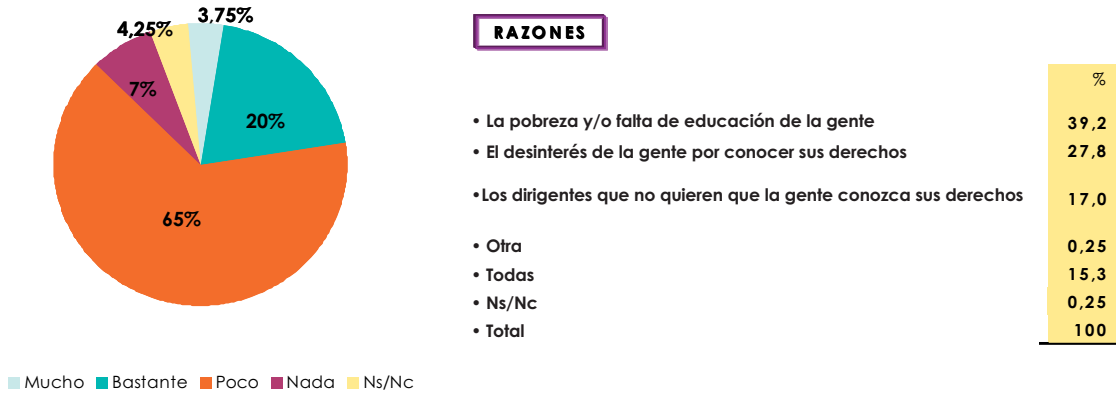 3,75%
4,25%
7%
20%
65%
Mucho Bastante Poco Nada Ns/Nc
RAZONES
%
• La pobreza y/o falta de educación de la gente 39,2
• El desinterés de la gente por conocer sus derechos 27,8
•Los dirigentes que no quieren que la gente conozca sus derechos 17,0
• Otra 0,25
• Todas 15,3
• Ns/Nc 0,25
• Total 100